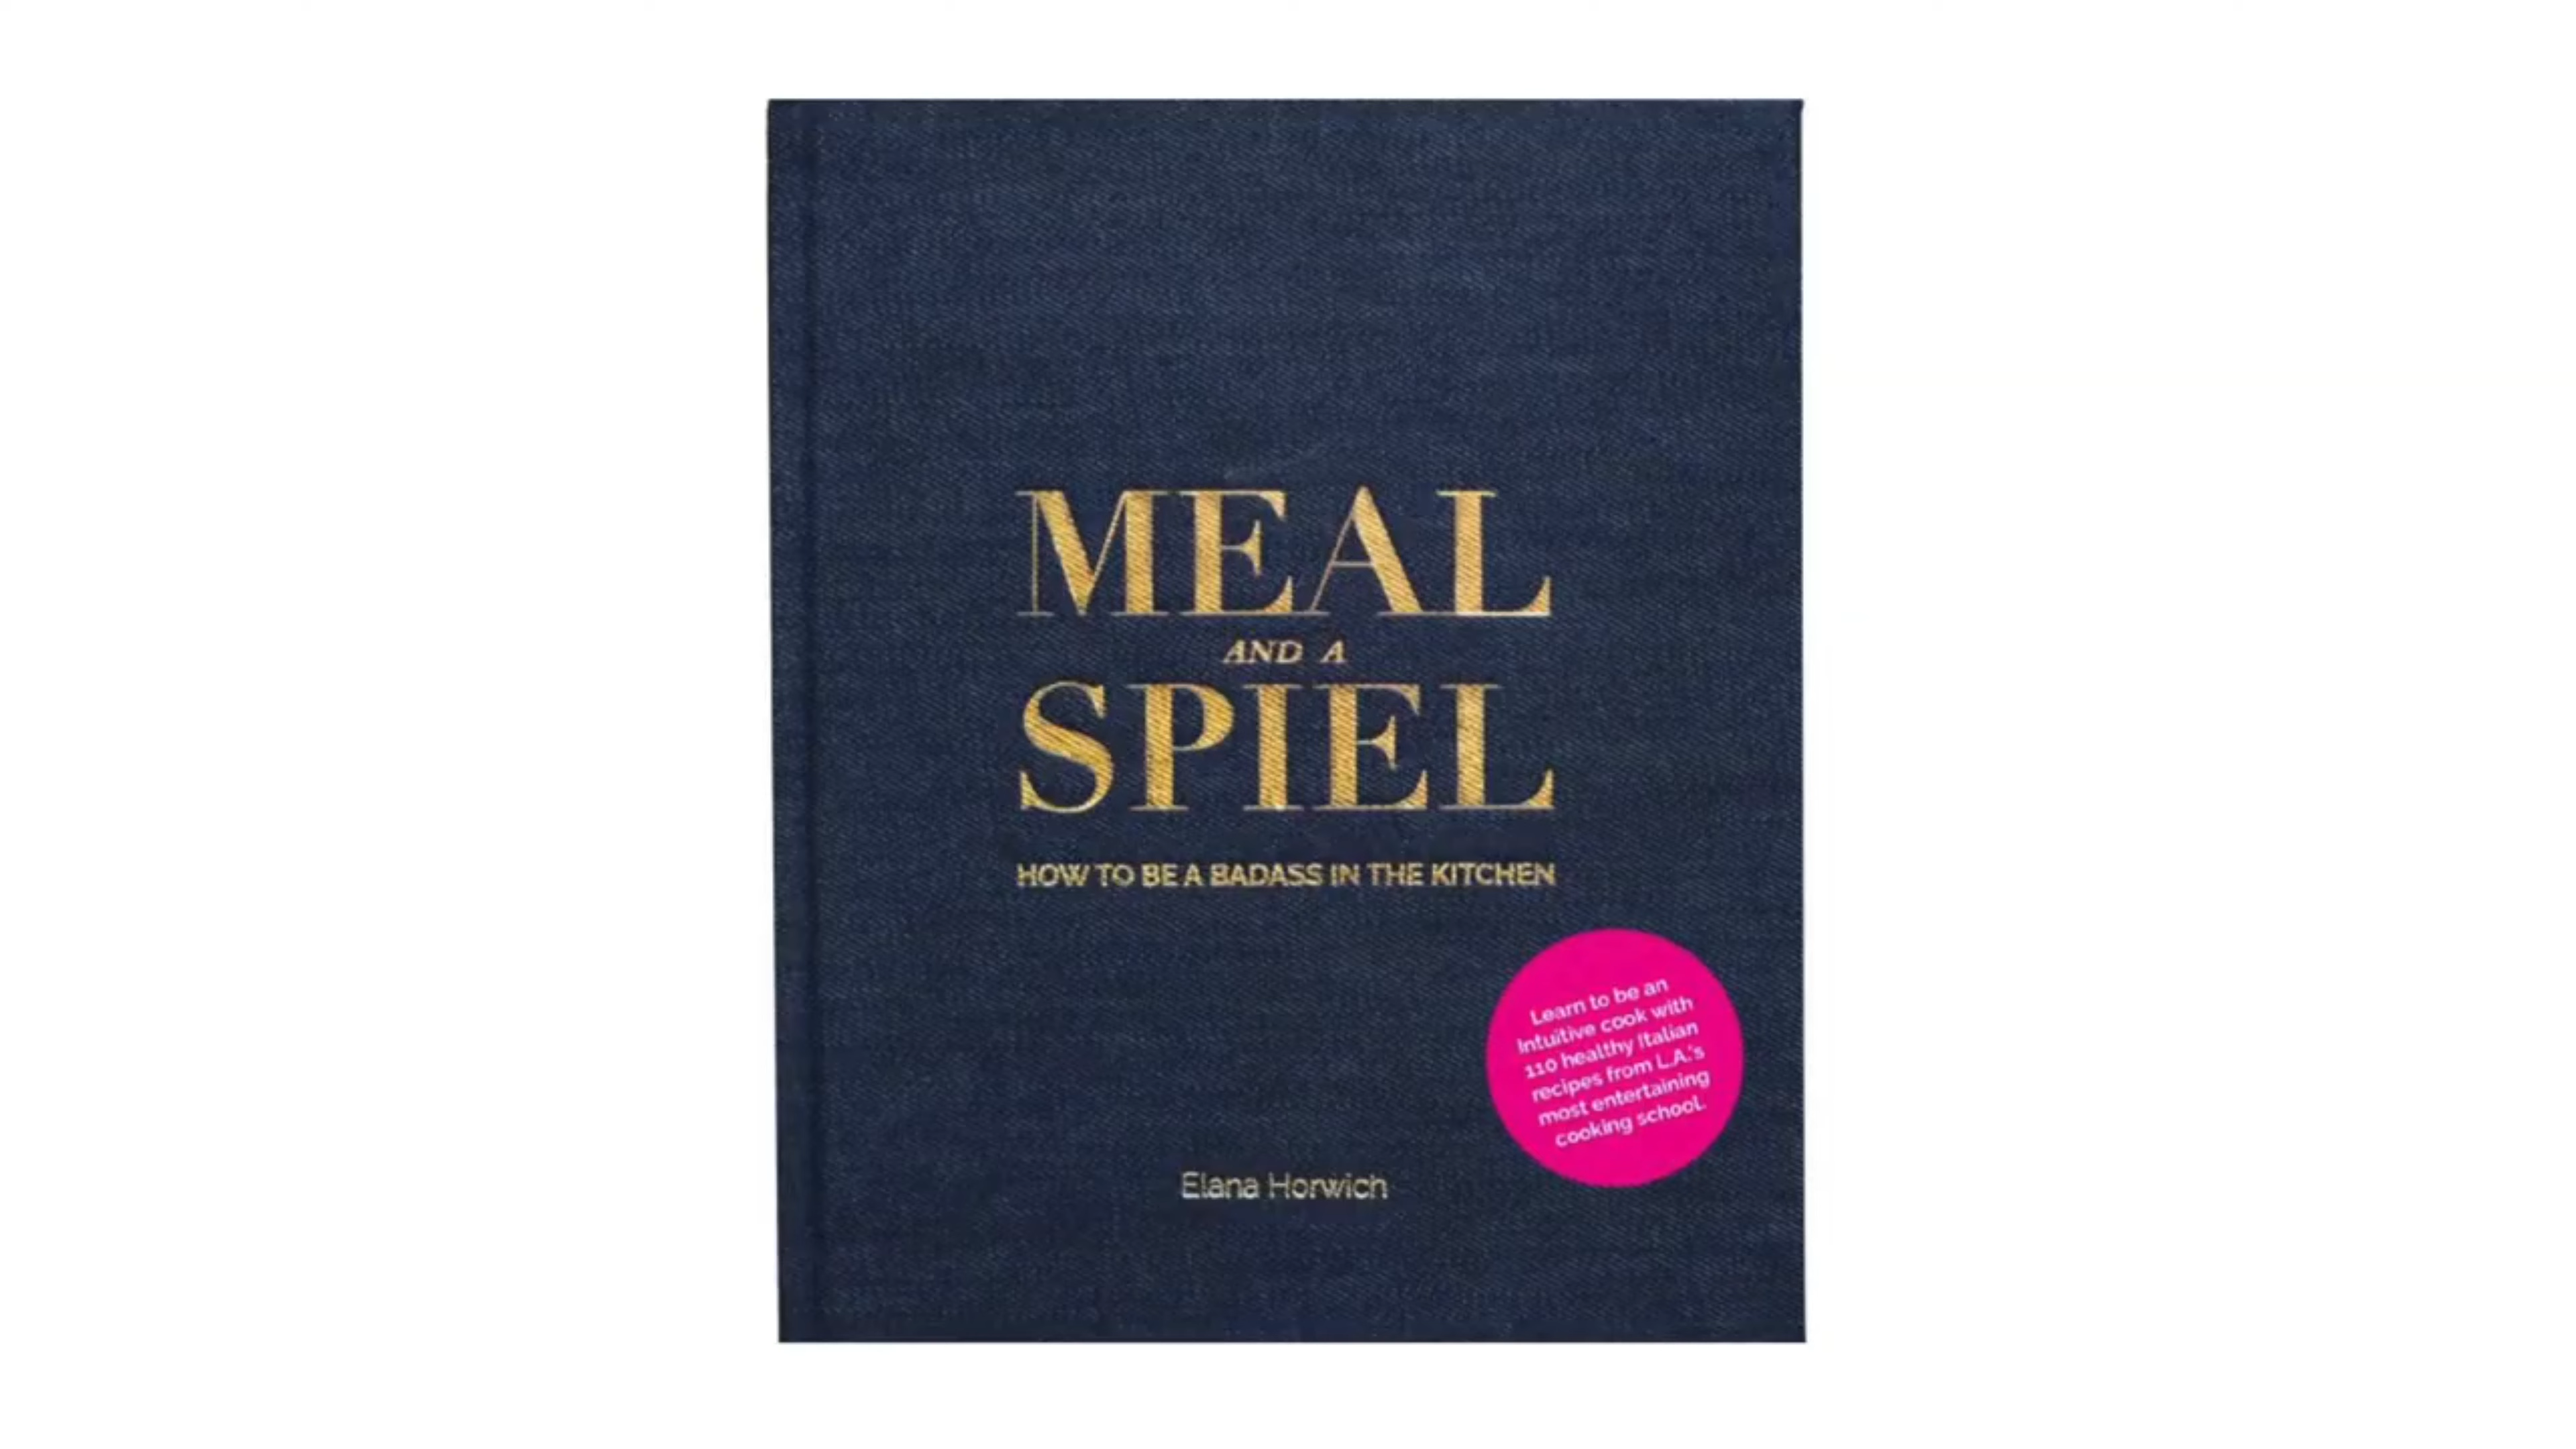 MEAL
AND A
SPIEL
HOW TO BE A BADASS IN THE KITCHEN
Learn to be an
intuitive cook with
110 healthy Italian
recipes from L.A.'s
most entertaining
cooking school.
Elana Horwich